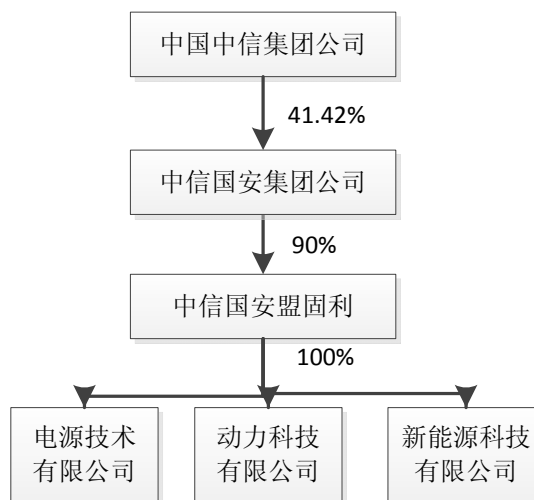 中国中信集团公司
41.42%
中信国安集团公司
90%
中信国安盟固利
100%
电源技术
有限公司
动力科技
有限公司
新能源科技
有限公司